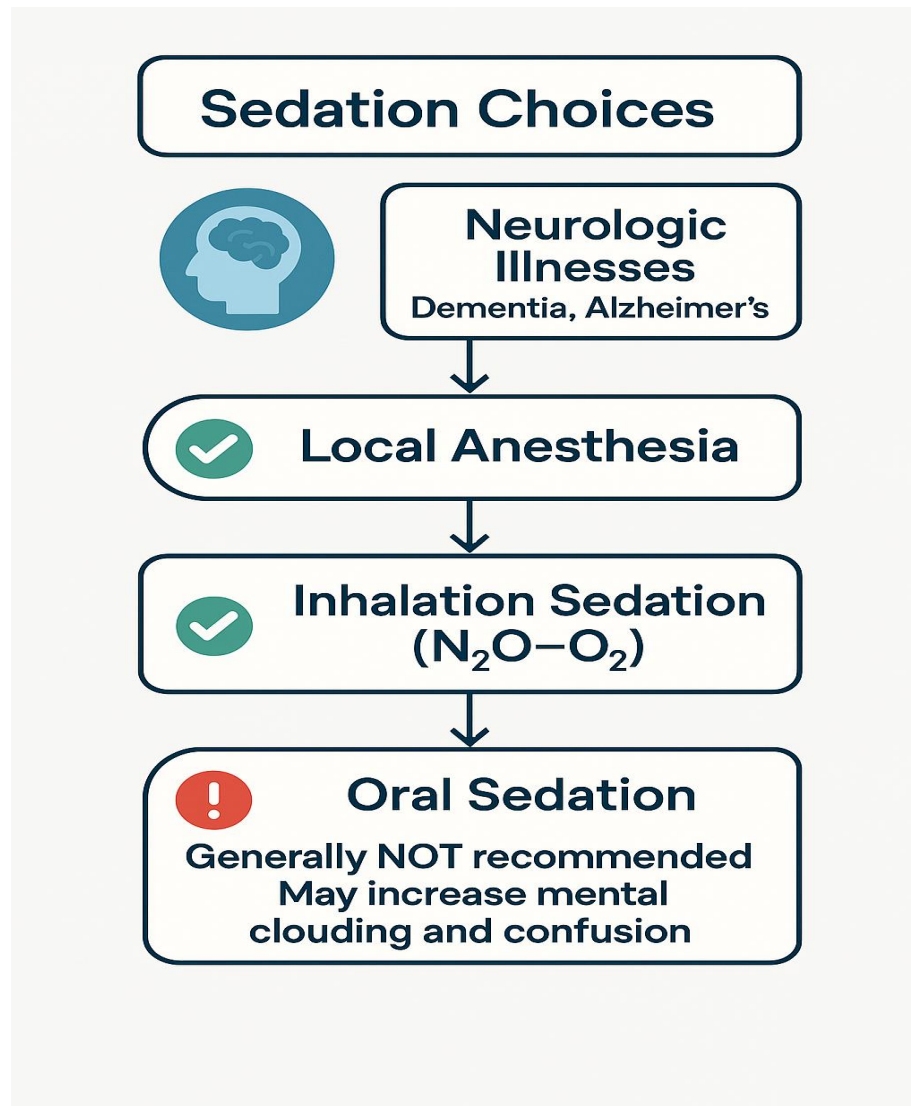 Sedation Choices
Neurologic
Illnesses
Dementia, Alzheimer's
Local Anesthesia
Inhalation Sedation
(N₂O–O₂)
Oral Sedation
Generally NOT recommended
May increase mental
clouding and confusion